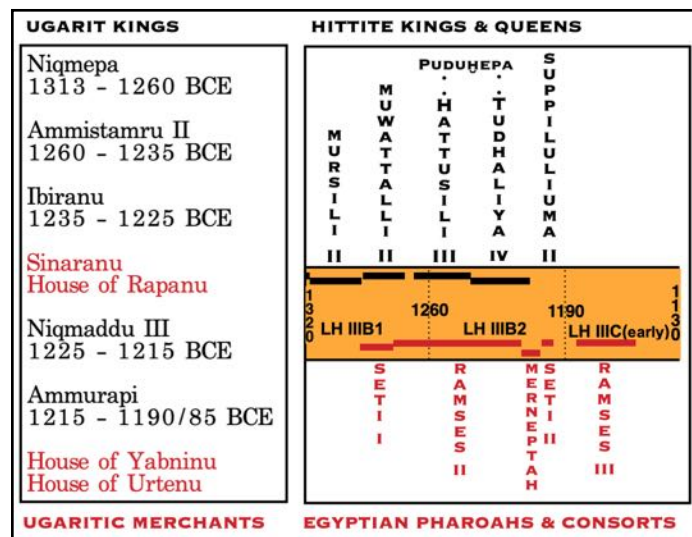 UGARIT KINGS
Niqmepa
1313 - 1260 BCE
Ammistamru II
1260 - 1235 BCE
Ibiranu
1235 - 1225 BCE
Sinaranu
House of Rapanu
Niqmaddu III
1225 - 1215 BCE
Ammurapi
1215 - 1190/85 BCE
House of Yabninu
House of Urtenu
UGARITIC MERCHANTS
HITTITE KINGS & QUEENS
PUDUḪEPA
MURSILI II
MUWATTALLI II
HATTUSILI III
TUDHALIYA IV
SUPPILULIUMA II
1320
1260
1190
1130
LH IIIB1
LH IIIB2
LH IIIC(early)
SETI I
RAMSES II
MERNEPTAH
SETI II
RAMSES III
EGYPTIAN PHAROAHS & CONSORTS